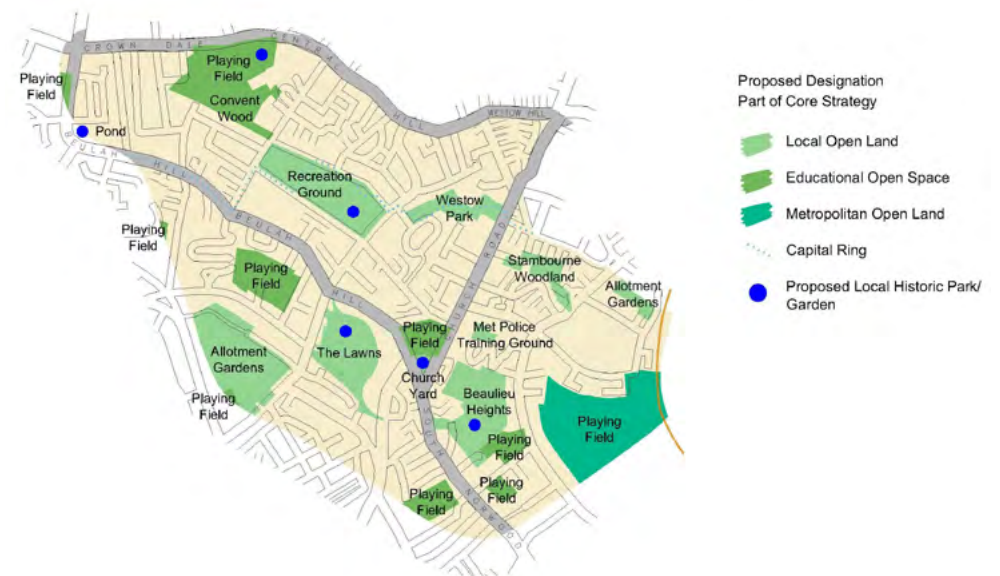 CROWN DALE
CENTRAL
HILL
WESTOW HILL
Playing
Field
Playing
Field
Convent
Wood
Pond
BEULAH HILL
Recreation
Ground
Westow
Park
BEULAH
HILL
CHURCH ROAD
Playing
Field
Playing
Field
Stambourne
Woodland
Allotment
Gardens
Allotment
Gardens
The Lawns
Playing
Field
Met Police
Training Ground
Church
Yard
Playing
Field
Beaulieu
Heights
Playing
Field
SOUTH
NORWOOD
Playing
Field
Playing
Field
Playing
Field
Proposed Designation
Part of Core Strategy
Local Open Land
Educational Open Space
Metropolitan Open Land
Capital Ring
Proposed Local Historic Park/
Garden